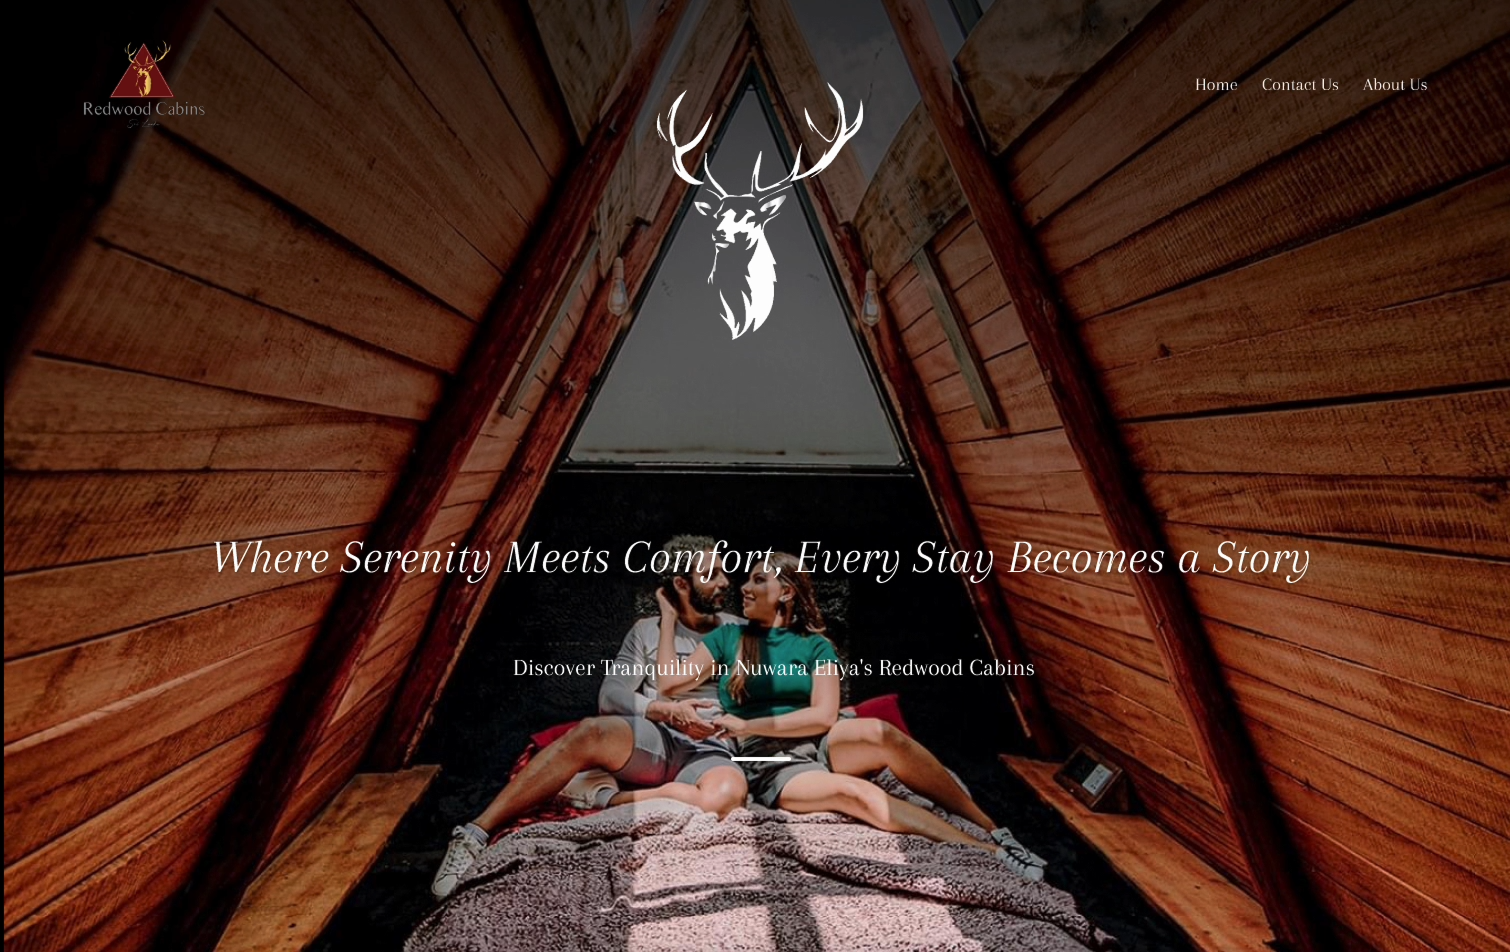 Redwood Cabins
Home Contact Us About Us
Where Serenity Meets Comfort, Every Stay Becomes a Story
Discover Tranquility in Nuwara Eliya's Redwood Cabins